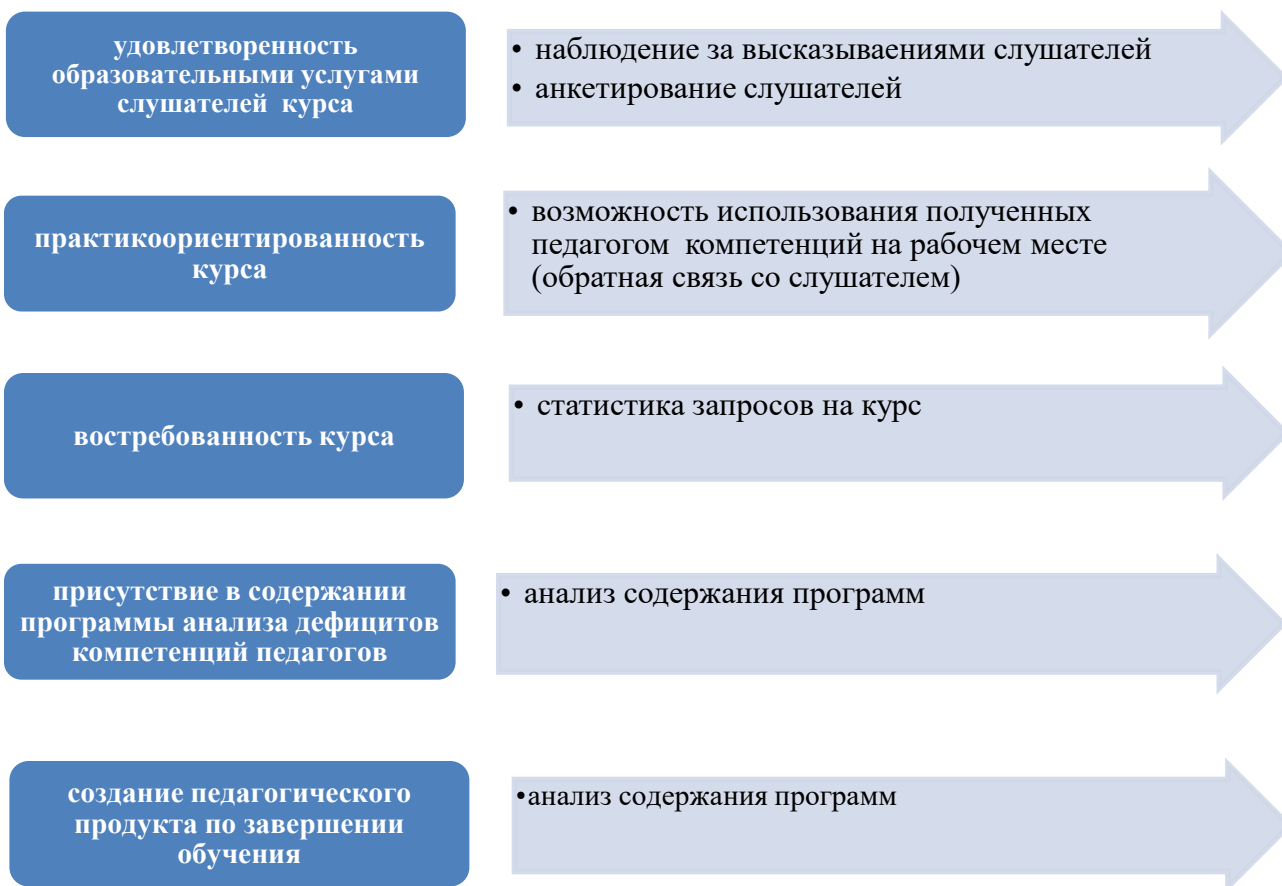 удовлетворенность
образовательными услугами
слушателей курса
• наблюдение за высказываениями слушателей
• анкетирование слушателей
практикоориентированность
курса
• возможность использования полученных
педагогом компетенций на рабочем месте
(обратная связь со слушателем)
востребованность курса
• статистика запросов на курс
присутствие в содержании
программы анализа дефицитов
компетенций педагогов
• анализ содержания программ
создание педагогического
продукта по завершении
обучения
•анализ содержания программ